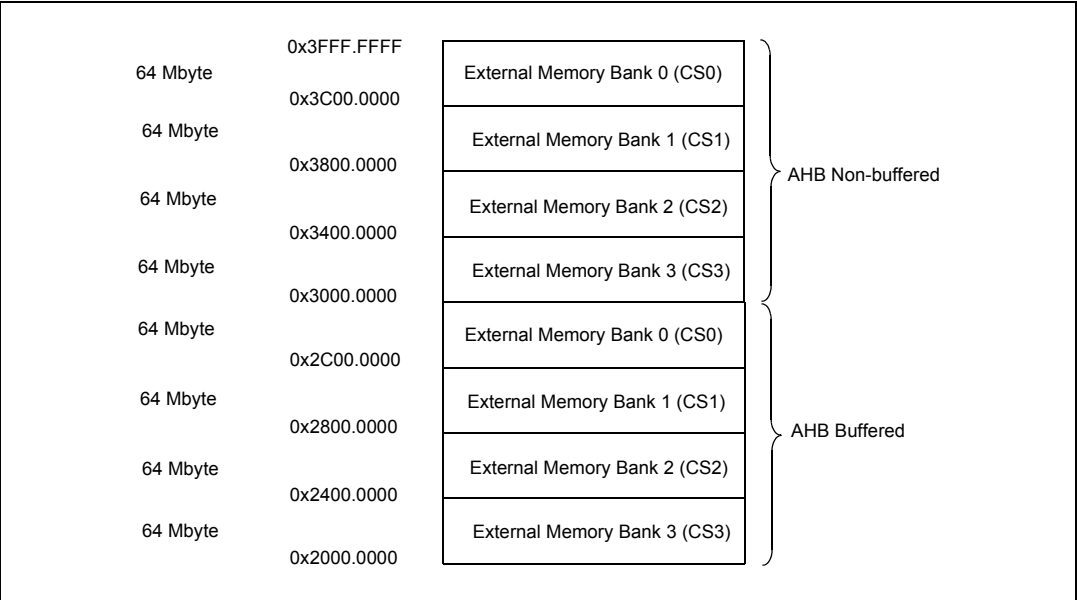 0x3FFF.FFFF
64 Mbyte
External Memory Bank 0 (CS0)
0x3C00.0000
64 Mbyte
External Memory Bank 1 (CS1)
0x3800.0000
AHB Non-buffered
64 Mbyte
External Memory Bank 2 (CS2)
0x3400.0000
64 Mbyte
External Memory Bank 3 (CS3)
0x3000.0000
64 Mbyte
External Memory Bank 0 (CS0)
0x2C00.0000
64 Mbyte
External Memory Bank 1 (CS1)
0x2800.0000
AHB Buffered
64 Mbyte
External Memory Bank 2 (CS2)
0x2400.0000
64 Mbyte
External Memory Bank 3 (CS3)
0x2000.0000